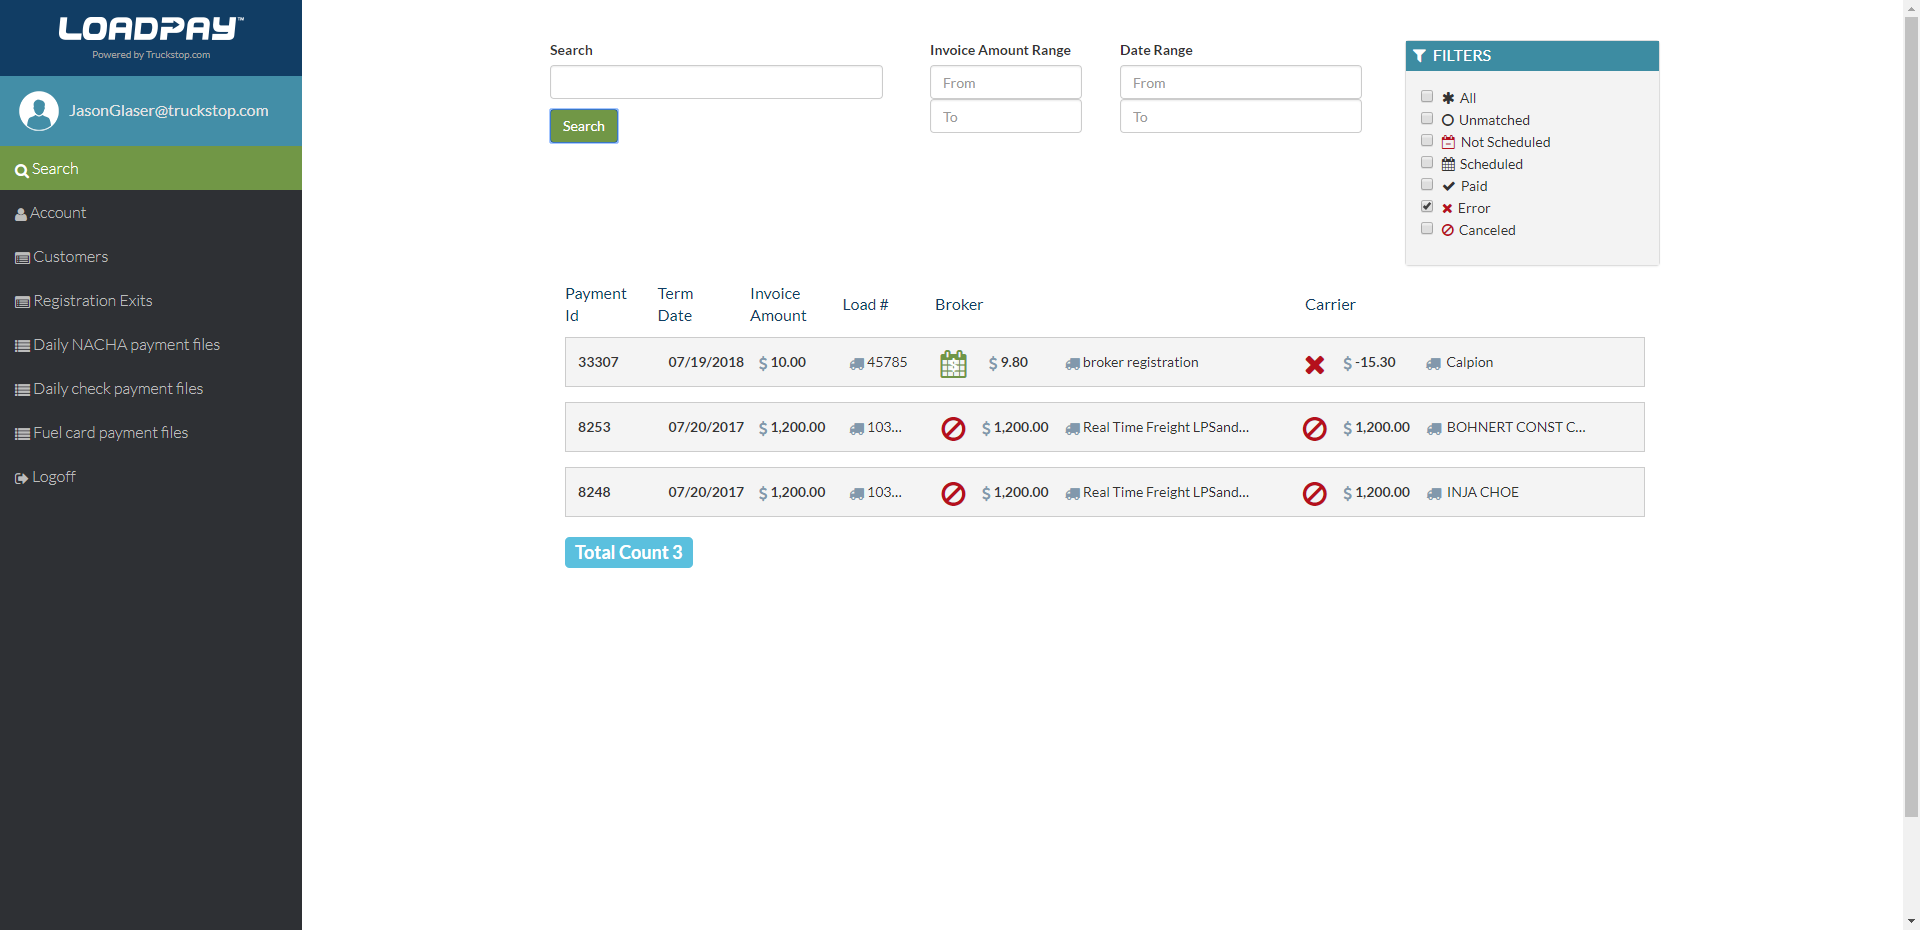 LOADPAY™
Powered by Truckstop.com
JasonGlaser@truckstop.com
Search
Account
Customers
Registration Exits
Daily NACHA payment files
Daily check payment files
Fuel card payment files
Logoff
Search
Search
Invoice Amount Range
From
To
Date Range
From
To
FILTERS
All
Unmatched
Not Scheduled
Scheduled
Paid
Error
Canceled
Payment Id Term Date Invoice Amount Load # Broker Carrier
33307 07/19/2018 $ 10.00 45785 $ 9.80 broker registration $ -15.30 Calpion
8253 07/20/2017 $ 1,200.00 103... $ 1,200.00 Real Time Freight LPSand... $ 1,200.00 BOHNERT CONST C...
8248 07/20/2017 $ 1,200.00 103... $ 1,200.00 Real Time Freight LPSand... $ 1,200.00 INJA CHOE
Total Count 3